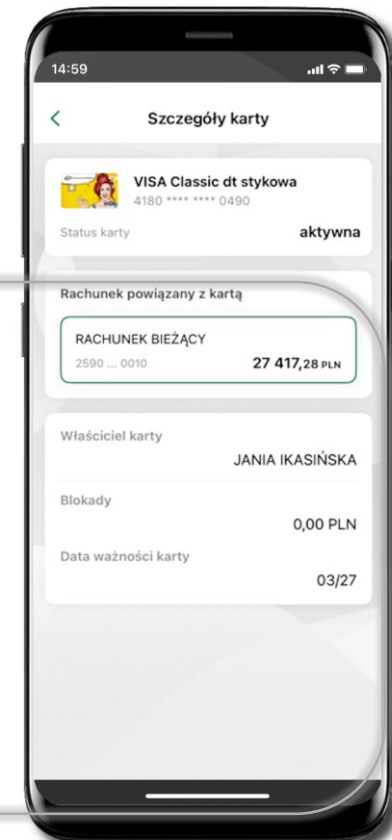 14:59
Szczegóły karty
VISA Classic dt stykowa
4180 **** **** 0490
Status karty aktywna
Rachunek powiązany z kartą
RACHUNEK BIEŻĄCY
2590 ... 0010 27 417,28 PLN
Właściciel karty
JANIA IKASIŃSKA
Blokady
0,00 PLN
Data ważności karty
03/27